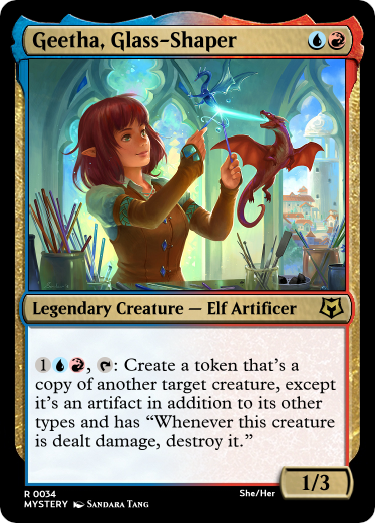 Geetha, Glass-Shaper
Legendary Creature — Elf Artificer
1, : Create a token that's a
copy of another target creature, except
it's an artifact in addition to its other
types and has “Whenever this creature
is dealt damage, destroy it.”
1/3
R 0034
MYSTERY Sandara Tang
She/Her